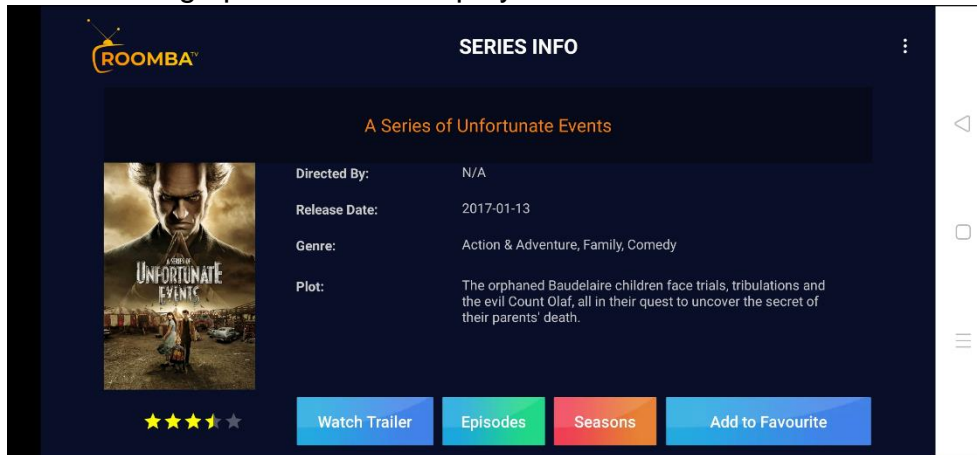 ROOMBA TV
SERIES INFO
A Series of Unfortunate Events
Directed By: N/A
Release Date: 2017-01-13
Genre: Action & Adventure, Family, Comedy
Plot: The orphaned Baudelaire children face trials, tribulations and
the evil Count Olaf, all in their quest to uncover the secret of
their parents' death.
A SERIES OF
UNFORTUNATE
EVENTS
Watch Trailer Episodes Seasons Add to Favourite